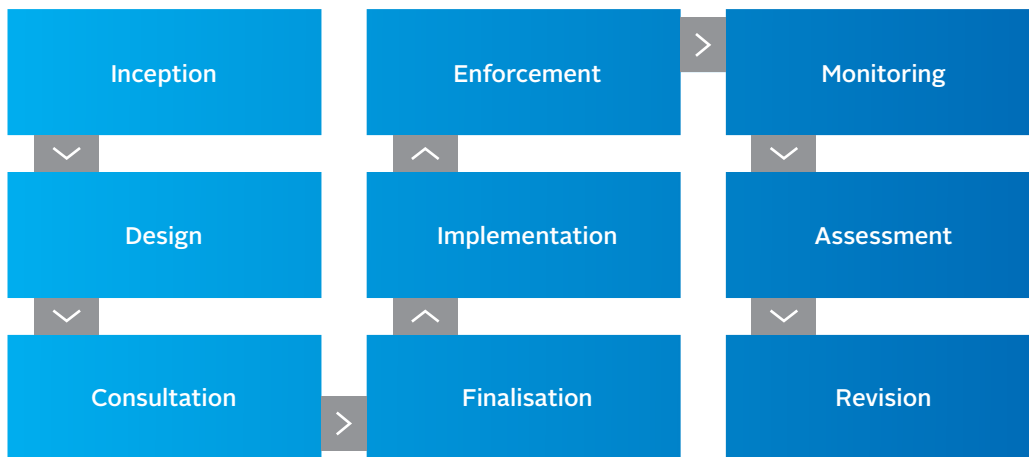 Inception
Design
Consultation
Finalisation
Implementation
Enforcement
Monitoring
Assessment
Revision